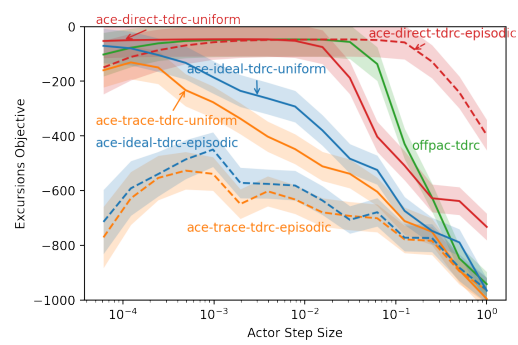 ace-direct-tdrc-uniform
ace-direct-tdrc-episodic
ace-ideal-tdrc-uniform
ace-trace-tdrc-uniform
ace-ideal-tdrc-episodic
offpac-tdrc
ace-trace-tdrc-episodic
0
−200
−400
−600
−800
−1000
Excursions Objective
10⁻⁴ 10⁻³ 10⁻² 10⁻¹ 10⁰
Actor Step Size